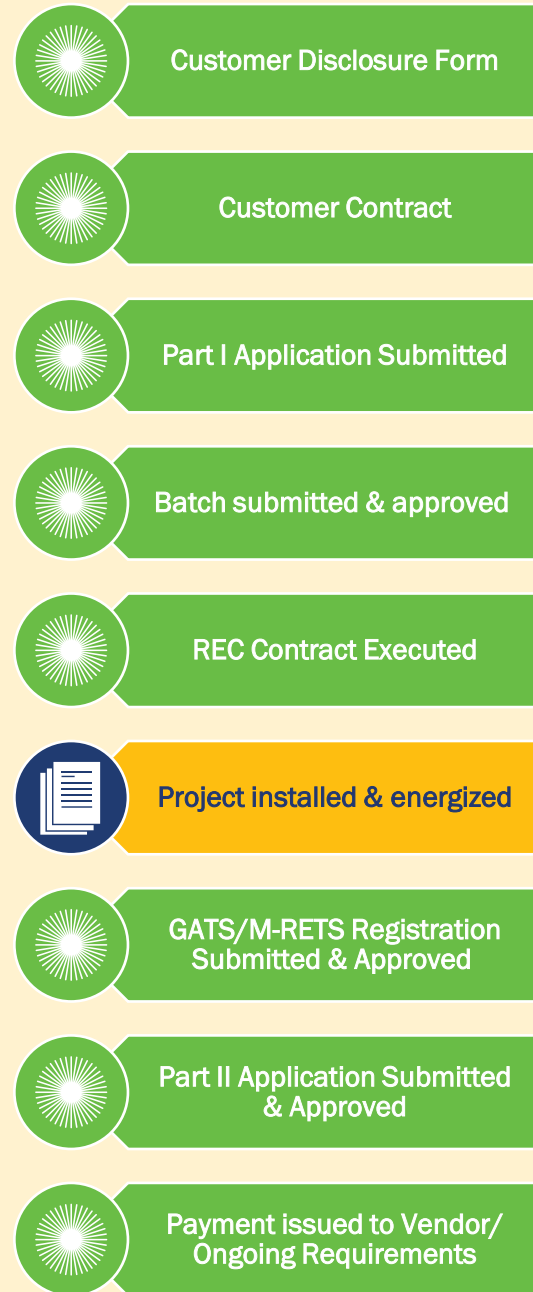 Customer Disclosure Form
Customer Contract
Part I Application Submitted
Batch submitted & approved
REC Contract Executed
Project installed & energized
GATS/M-RETS Registration
Submitted & Approved
Part II Application Submitted
& Approved
Payment issued to Vendor/
Ongoing Requirements